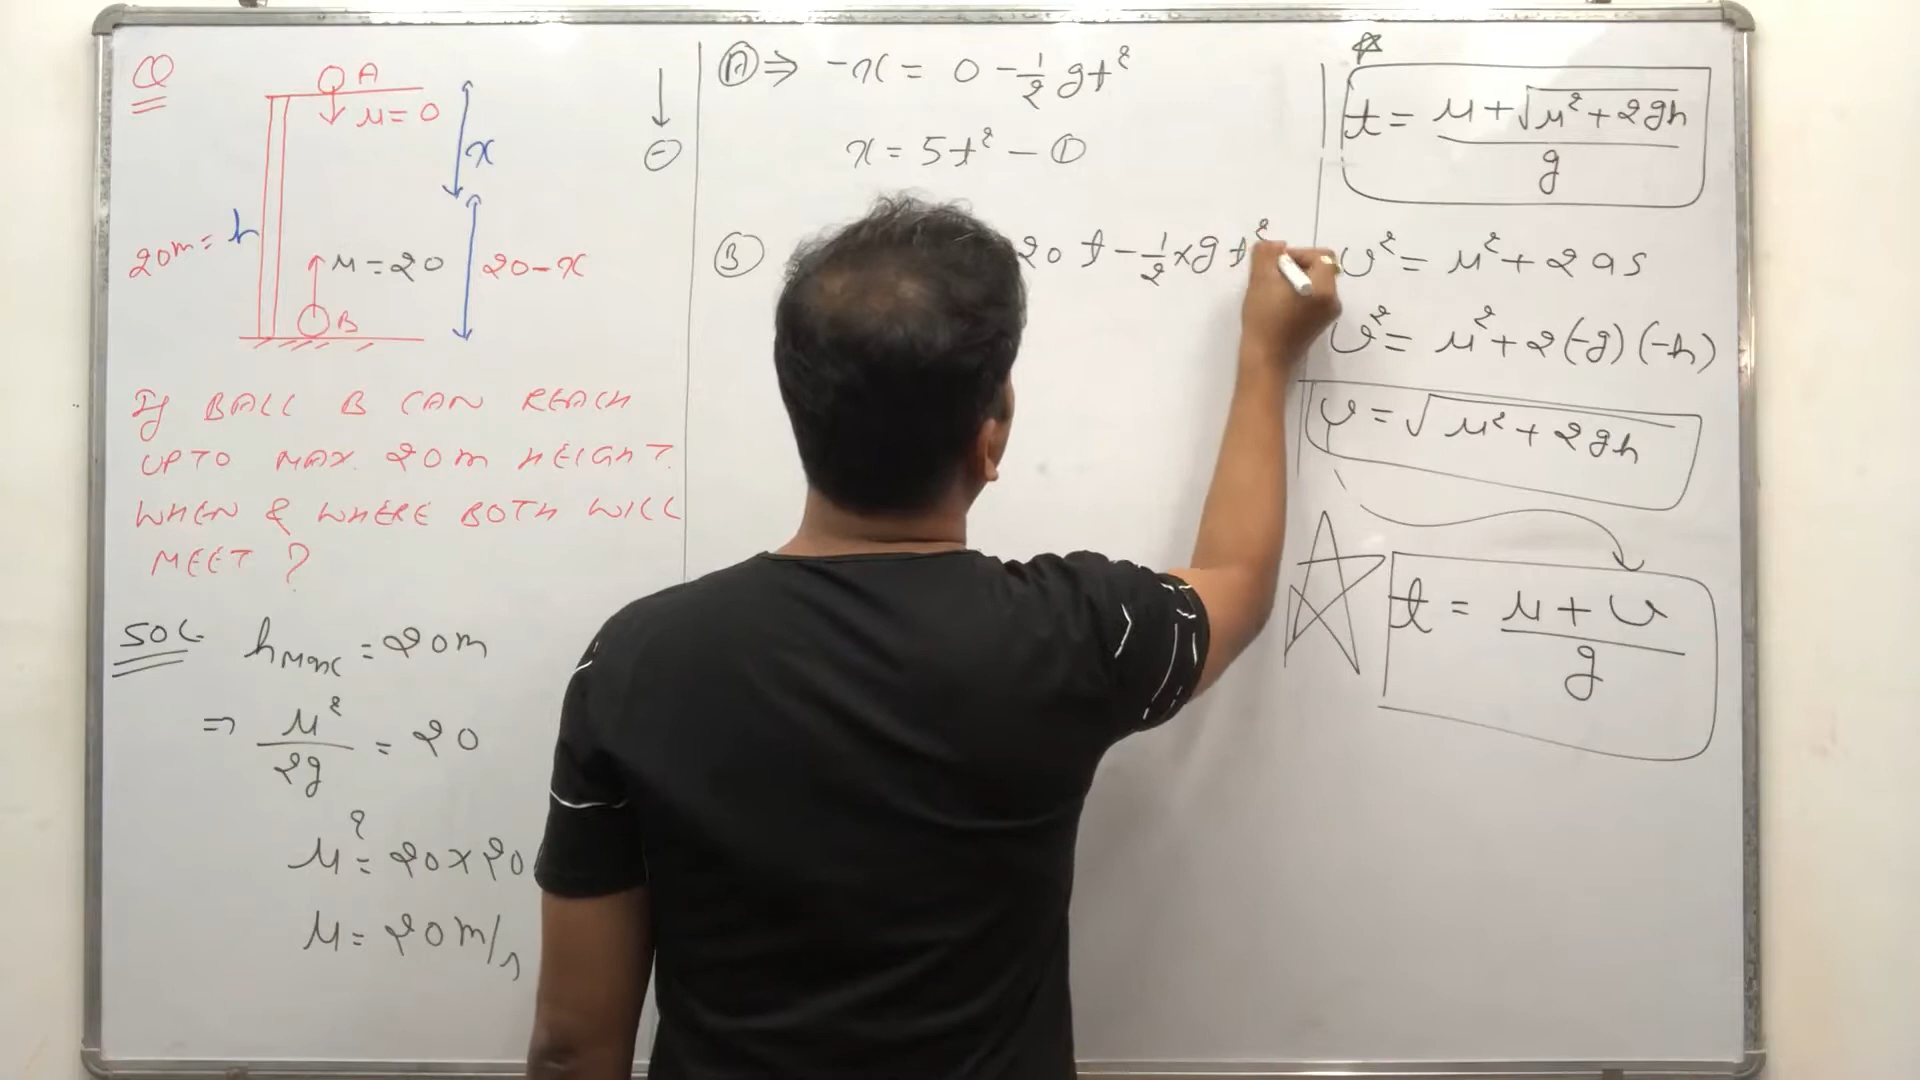 Q
A
u = 0
x
20m = h
u = 20
20 - x
B
If BALL B CAN REACH
UPTO MAX. 20m HEIGHT.
WHEN & WHERE BOTH WILL
MEET ?
SOL. hmax = 20m
⇒ u²/2g = 20
u² = 20 × 20
u = 20 m/s
⊖
Ⓐ ⇒ -x = 0 - 1/2 gt²
x = 5t² - ①
Ⓑ 20 t - 1/2 × g t²
t = (u + √(u² + 2gh))/g
v² = u² + 2as
v² = u² + 2(-g)(-h)
v = √(u² + 2gh)
t = (u + v)/g